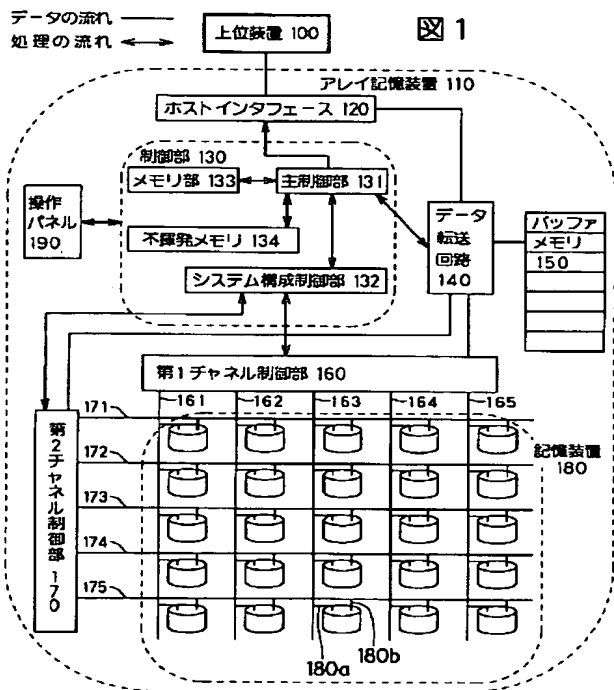 データの流れ
処理の流れ
上位装置 100
図1
アレイ記憶装置 110
ホストインタフェース 120
制御部 130
メモリ部 133
主制御部 131
操作
パネル
190
不揮発メモリ 134
システム構成制御部 132
データ
転送
回路
140
バッファ
メモリ
150
第1チャネル制御部 160
161 162 163 164 165
第2チャネル制御部 170
171
172
173
174
175
記憶装置
180
180a
180b